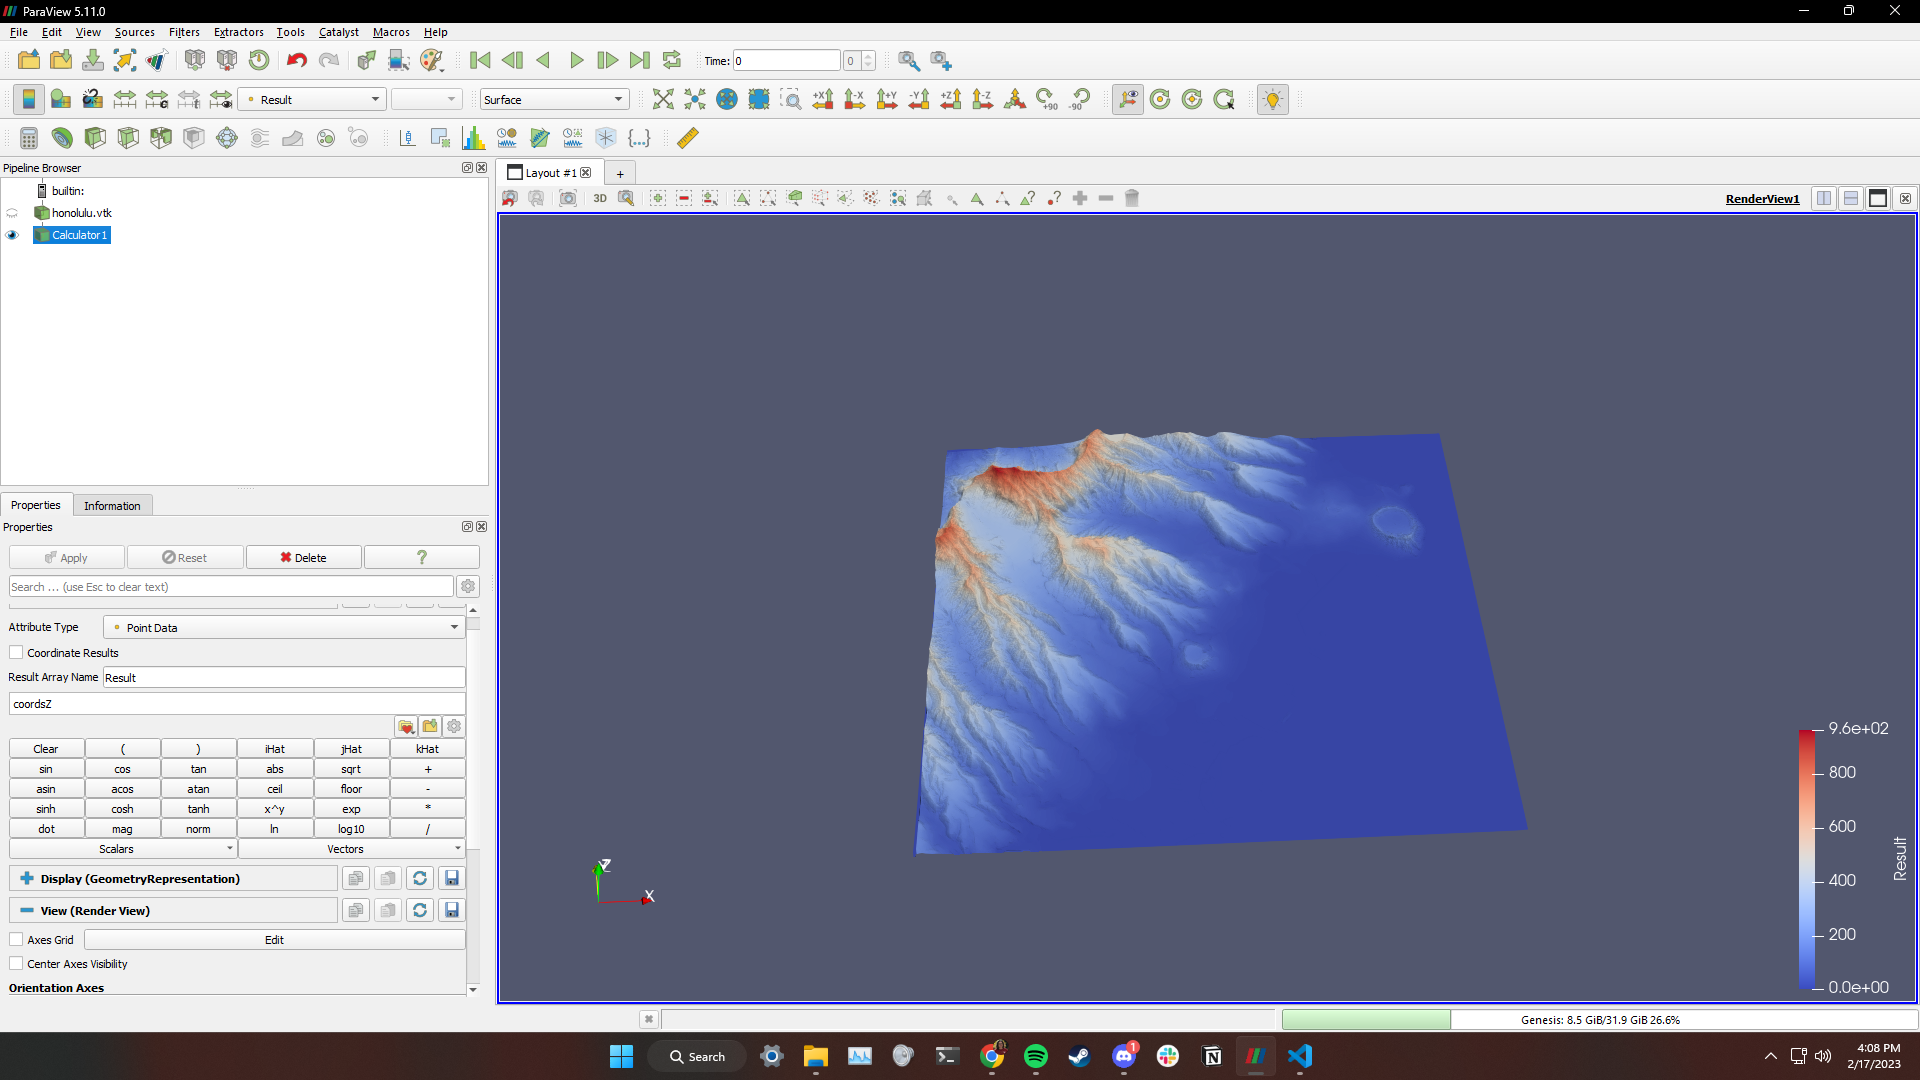 ParaView 5.11.0
File Edit View Sources Filters Extractors Tools Catalyst Macros Help
Time: 0 0
Result Surface +X -X +Y -Y +Z -Z +90 -90
Pipeline Browser
builtin:
honolulu.vtk
Calculator1
Layout #1 +
3D
RenderView1
Properties Information
Properties
Apply Reset Delete ?
Search ... (use Esc to clear text)
Attribute Type Point Data
Coordinate Results
Result Array Name Result
coordsZ
Clear ( ) iHat jHat kHat
sin cos tan abs sqrt +
asin acos atan ceil floor -
sinh cosh tanh x^y exp *
dot mag norm ln log10 /
Scalars Vectors
Display (GeometryRepresentation)
View (Render View)
Axes Grid Edit
Center Axes Visibility
Orientation Axes
Z
X
9.6e+02
800
600
400
200
0.0e+00
Result
Genesis: 8.5 GiB/31.9 GiB 26.6%
Search
1
4:08 PM
2/17/2023